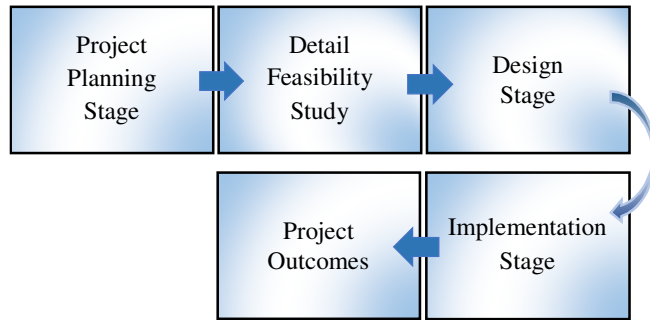 Project
Planning
Stage
Detail
Feasibility
Study
Design
Stage
Implementation
Stage
Project
Outcomes